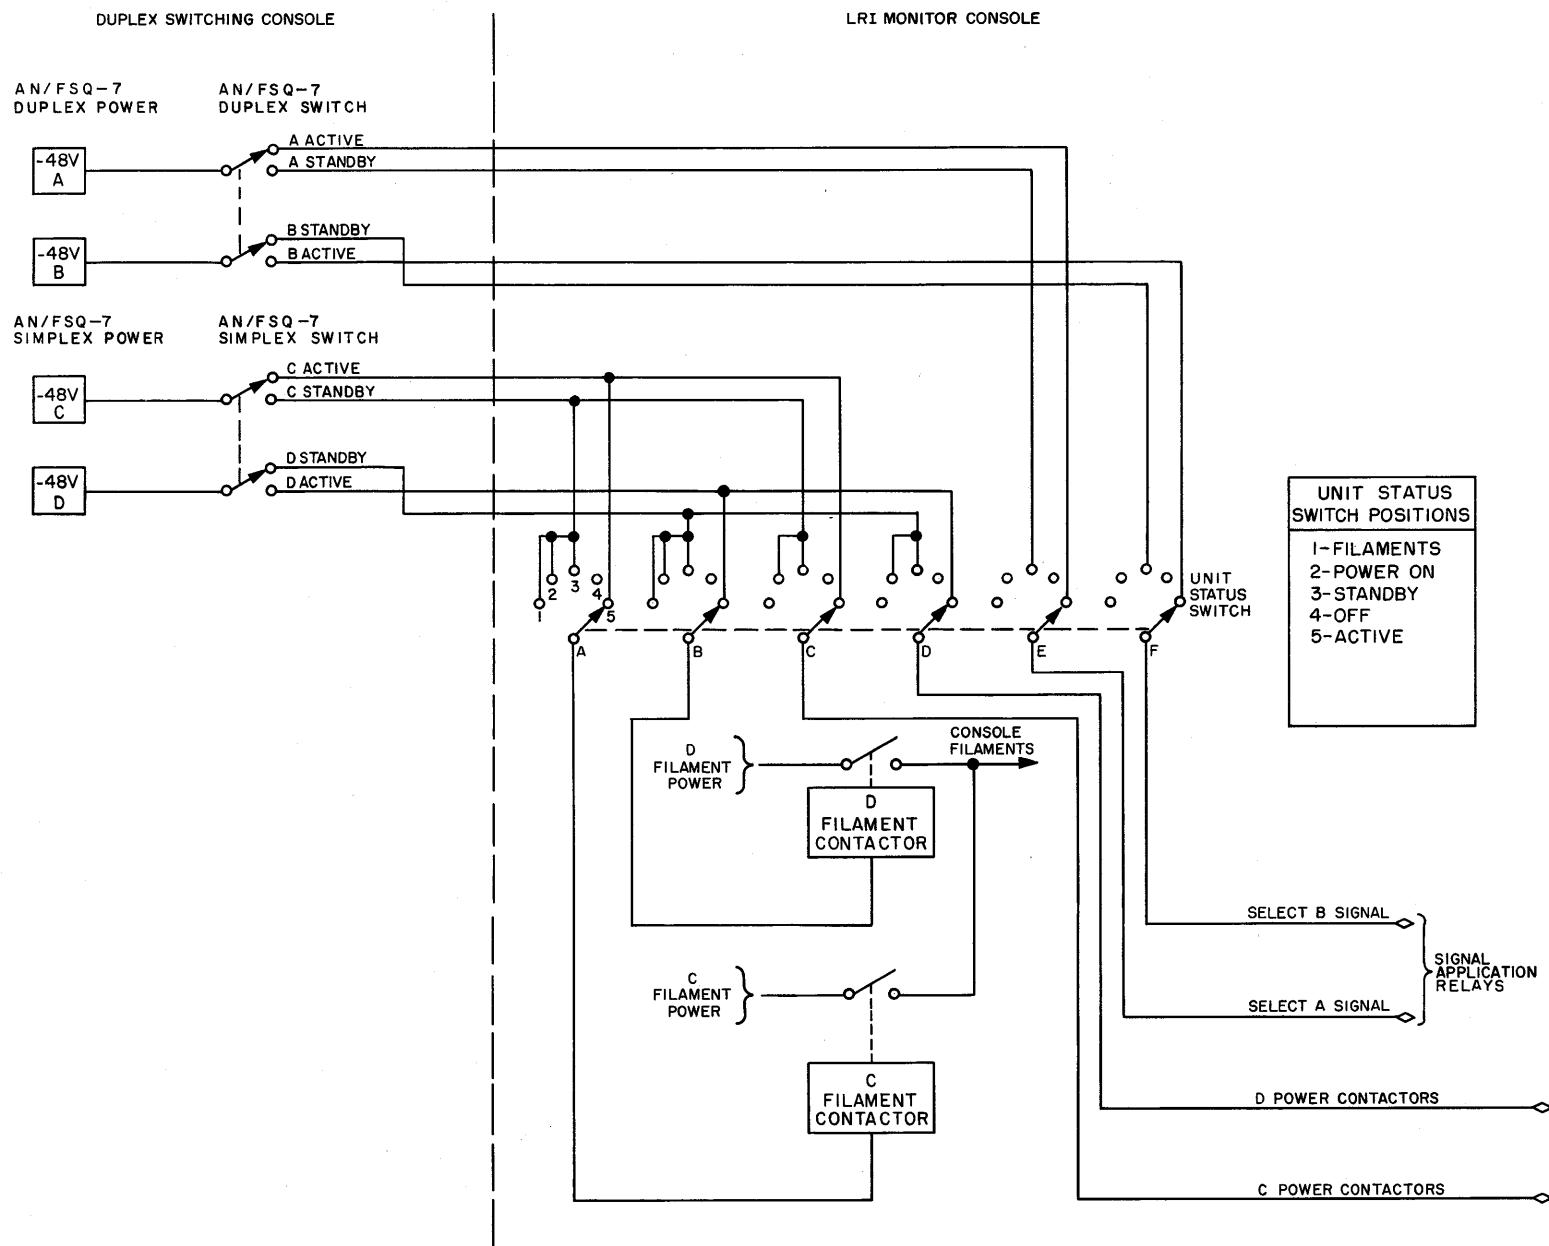 DUPLEX SWITCHING CONSOLE
LRI MONITOR CONSOLE
AN/FSQ-7
DUPLEX POWER
AN/FSQ-7
DUPLEX SWITCH
-48V
A
A ACTIVE
A STANDBY
-48V
B
B STANDBY
B ACTIVE
AN/FSQ-7
SIMPLEX POWER
AN/FSQ-7
SIMPLEX SWITCH
-48V
C
C ACTIVE
C STANDBY
-48V
D
D STANDBY
D ACTIVE
1
2
3
4
5
A
B
C
D
E
F
UNIT
STATUS
SWITCH
UNIT STATUS
SWITCH POSITIONS
1-FILAMENTS
2-POWER ON
3-STANDBY
4-OFF
5-ACTIVE
D
FILAMENT
POWER
CONSOLE
FILAMENTS
D
FILAMENT
CONTACTOR
C
FILAMENT
POWER
C
FILAMENT
CONTACTOR
SELECT B SIGNAL
SELECT A SIGNAL
SIGNAL
APPLICATION
RELAYS
D POWER CONTACTORS
C POWER CONTACTORS